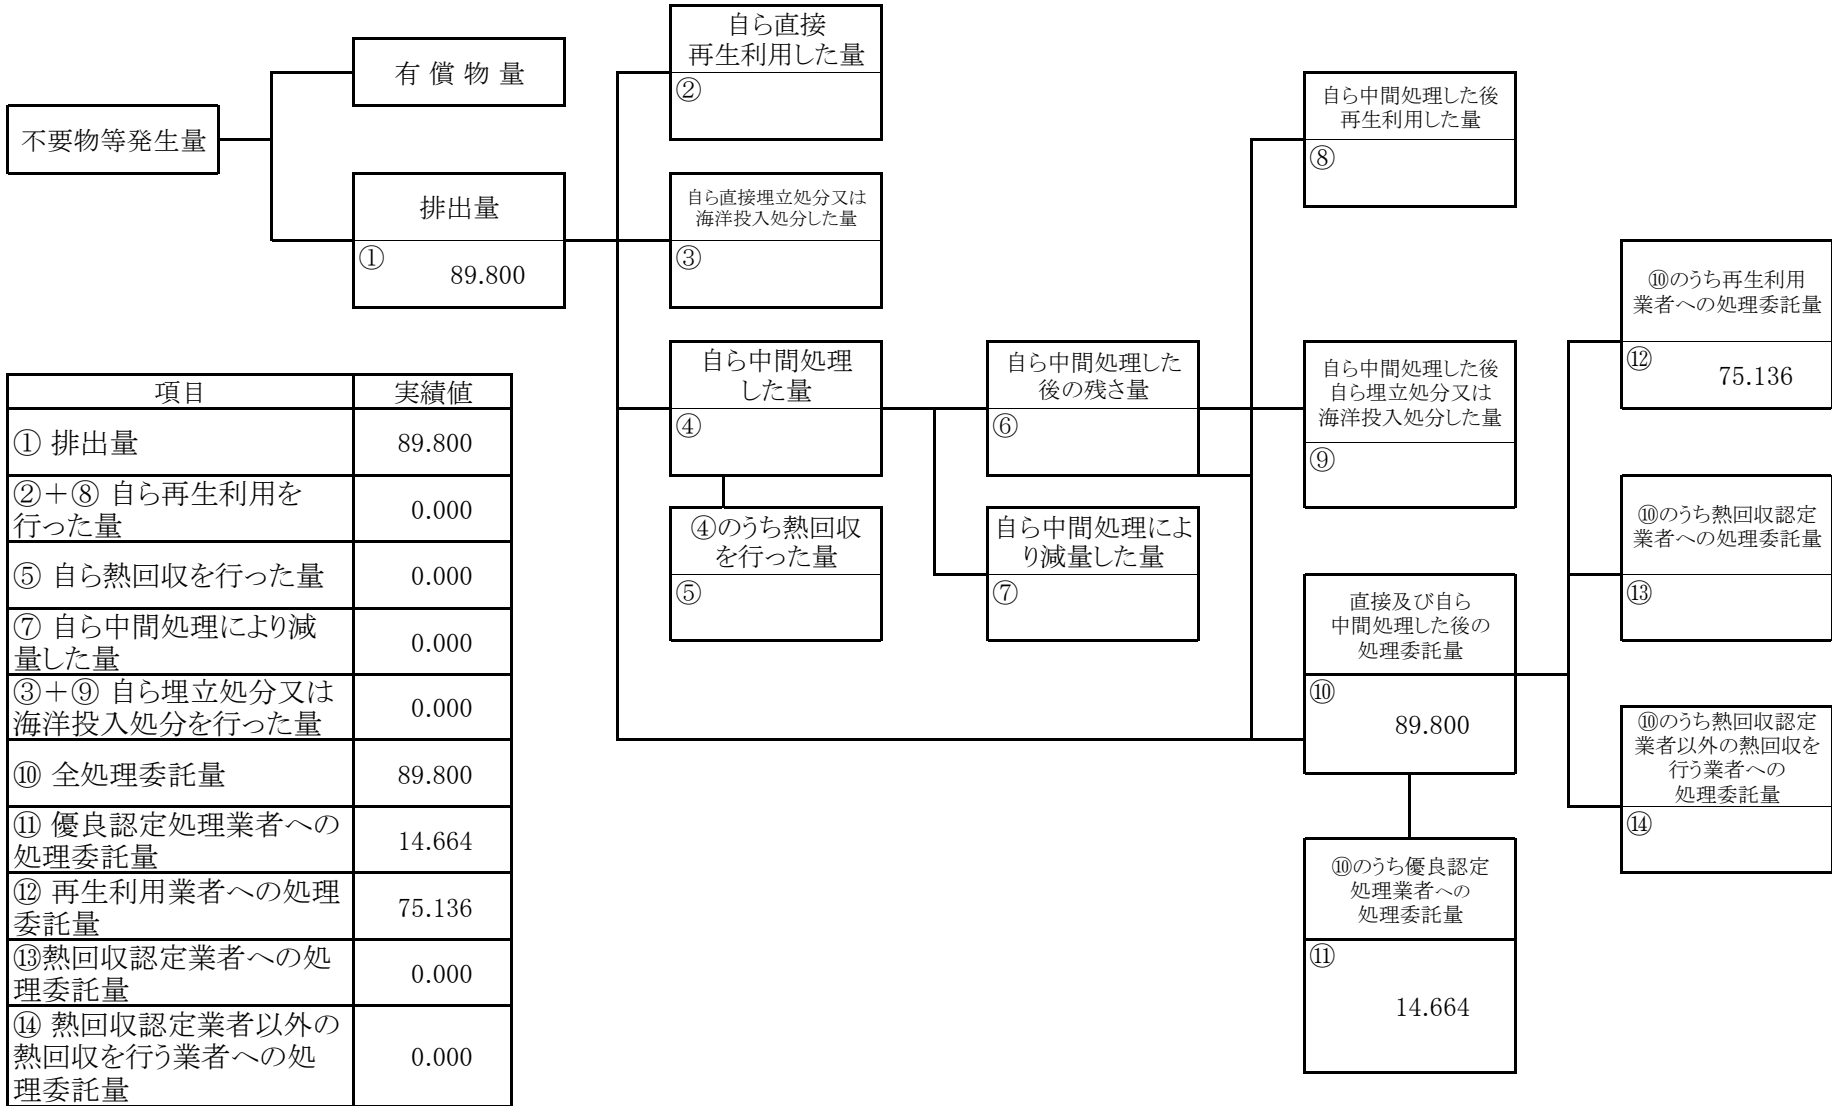 自ら直接
再生利用した量
②
有 償 物 量
不要物等発生量
排出量
①
89.800
自ら直接埋立処分又は
海洋投入処分した量
③
自ら中間処理した後
再生利用した量
⑧
自ら中間処理
した量
④
自ら中間処理した
後の残さ量
⑥
自ら中間処理した後
自ら埋立処分又は
海洋投入処分した量
⑨
⑩のうち再生利用
業者への処理委託量
⑫
75.136
④のうち熱回収
を行った量
⑤
自ら中間処理によ
り減量した量
⑦
⑩のうち熱回収認定
業者への処理委託量
⑬
直接及び自ら
中間処理した後の
処理委託量
⑩
89.800
⑩のうち熱回収認定
業者以外の熱回収を
行う業者への
処理委託量
⑭
⑩のうち優良認定
処理業者への
処理委託量
⑪
14.664
項目 実績値
① 排出量 89.800
②+⑧ 自ら再生利用を
行った量 0.000
⑤ 自ら熱回収を行った量 0.000
⑦ 自ら中間処理により減
量した量 0.000
③+⑨ 自ら埋立処分又は
海洋投入処分を行った量 0.000
⑩ 全処理委託量 89.800
⑪ 優良認定処理業者への
処理委託量 14.664
⑫ 再生利用業者への処理
委託量 75.136
⑬熱回収認定業者への処
理委託量 0.000
⑭ 熱回収認定業者以外の
熱回収を行う業者への処
理委託量 0.000